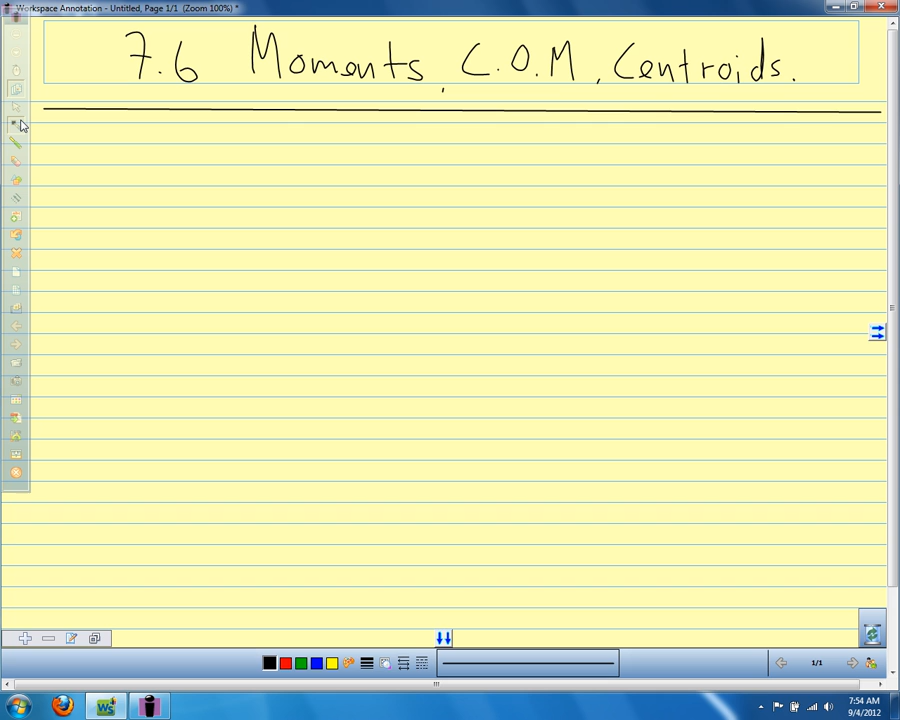 Workspace Annotation - Untitled, Page 1/1 (Zoom 100%) *
7.6 Moments, C.O.M, Centroids.
1/1
7:54 AM
9/4/2012